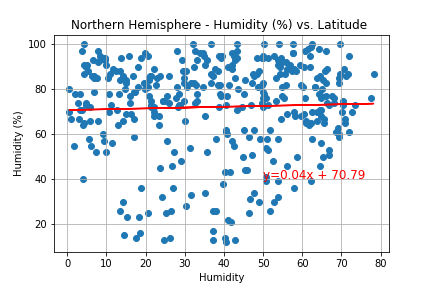 Northern Hemisphere - Humidity (%) vs. Latitude
100
80
60
40
20
Humidity (%)
y=0.04x + 70.79
0 10 20 30 40 50 60 70 80
Humidity